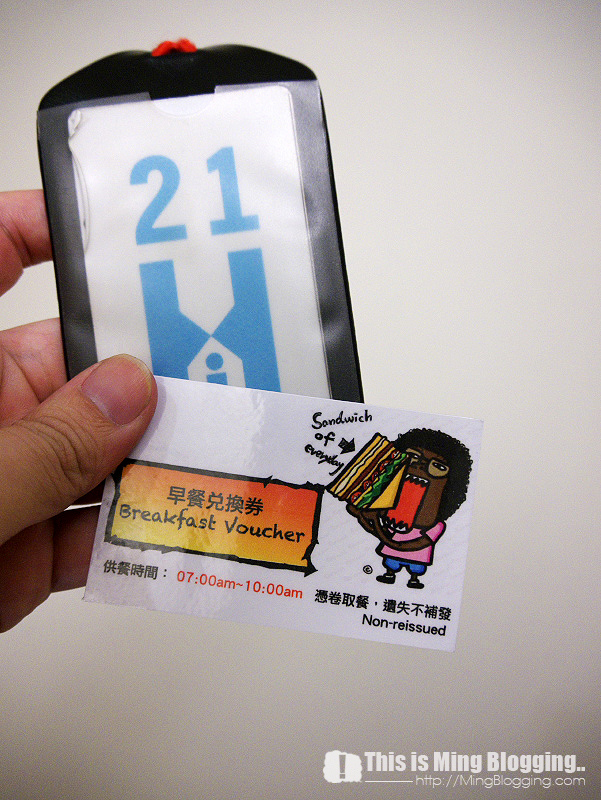 21
Sandwich
of
everyday
早餐兌換券
Breakfast Voucher
供餐時間： 07:00am~10:00am
憑卷取餐，遺失不補發
Non-reissued
©
This is Ming Blogging..
http://MingBlogging.com